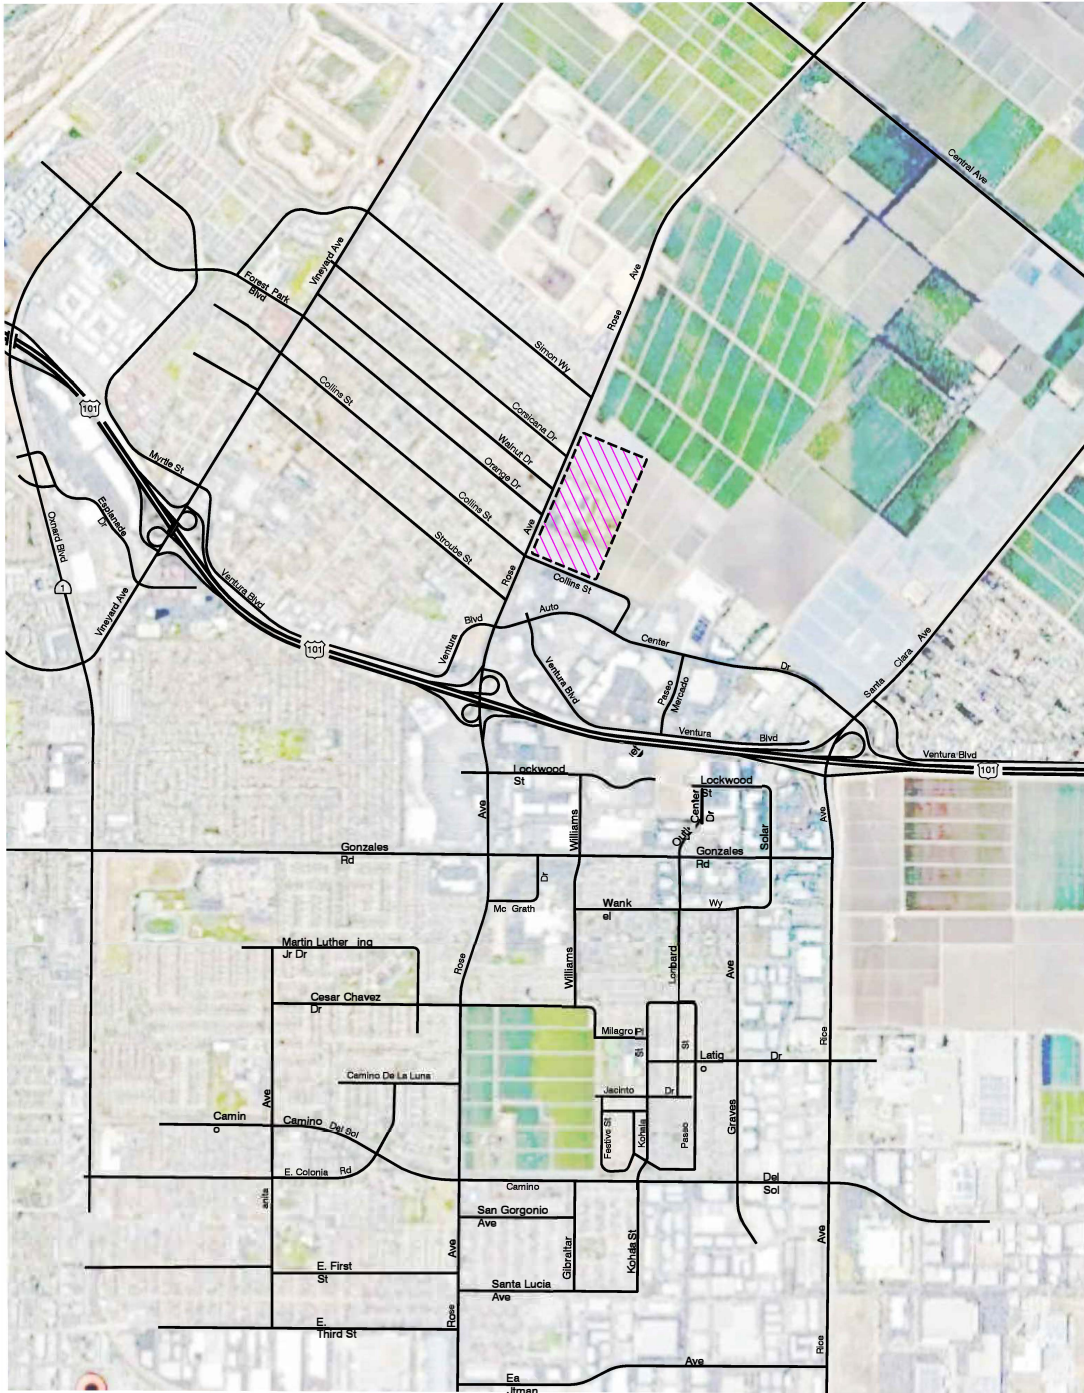 Central Ave
Vineyard Ave
Forest Park
Blvd
Ave
Rose
Simon Wy
Collins St
Corsicana Dr
Walnut Dr
Orange Dr
101
Myrtle St
Collins St
Esplanade
Dr
Oxnard Blvd
Ave
Stroube St
Rose
Collins St
Ventura Blvd
1
Vineyard Ave
Auto
Blvd
Ventura
Center
Dr
Santa Clara Ave
101
Ventura Blvd
Paseo
Mercado
Ventura
Blvd
Ventura Blvd
101
Lockwood
St
Lockwood
St
Ave
Williams
Center
Dr
Solar
Ave
Gonzales
Rd
Gonzales
Rd
Dr
Mc Grath
Wank
el
Wy
Martin Luther ing
Jr Dr
Rose
Williams
Lombard
Ave
Cesar Chavez
Dr
Milagro Pl
St
St
Rice
Latig
o
Dr
Camino De La Luna
Ave
Jacinto
Dr
Camin
o
Camino
Del Sol
Festivo St
Kohala
Paseo
Graves
E. Colonia
Rd
Camino
Del
Sol
anita
San Gorgonio
Ave
Ave
Gibraltar
Kohala St
Ave
E. First
St
Santa Lucia
Ave
Rose
E.
Third St
Rice
Ave
Ea